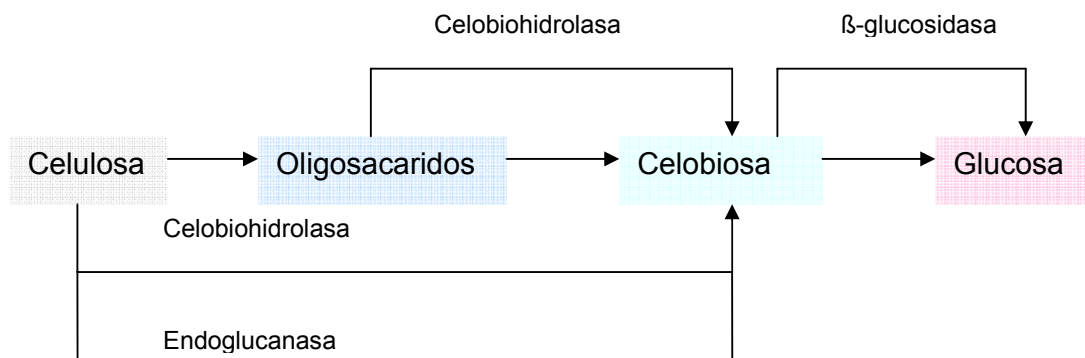 Celobiohidrolasa
ß-glucosidasa
Celulosa
Oligosacaridos
Celobiosa
Glucosa
Celobiohidrolasa
Endoglucanasa